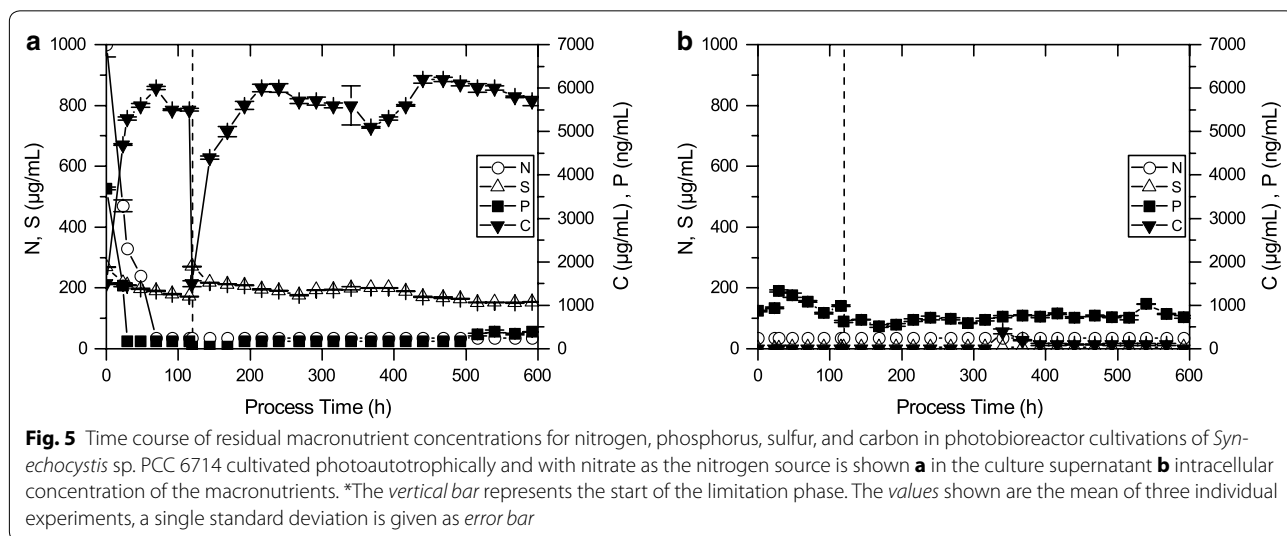 a
1000
800
600
400
200
0
N, S (µg/mL)
7000
6000
5000
4000
3000
2000
1000
0
C (µg/mL) , P (ng/mL)
N
S
P
C
0 100 200 300 400 500 600
Process Time (h)
b
1000
800
600
400
200
0
N, S (µg/mL)
7000
6000
5000
4000
3000
2000
1000
0
C (µg/mL) , P (ng/mL)
N
S
P
C
0 100 200 300 400 500 600
Process Time (h)
Fig. 5 Time course of residual macronutrient concentrations for nitrogen, phosphorus, sulfur, and carbon in photobioreactor cultivations of Syn-
echocystis sp. PCC 6714 cultivated photoautotrophically and with nitrate as the nitrogen source is shown a in the culture supernatant b intracellular
concentration of the macronutrients. *The vertical bar represents the start of the limitation phase. The values shown are the mean of three individual
experiments, a single standard deviation is given as error bar